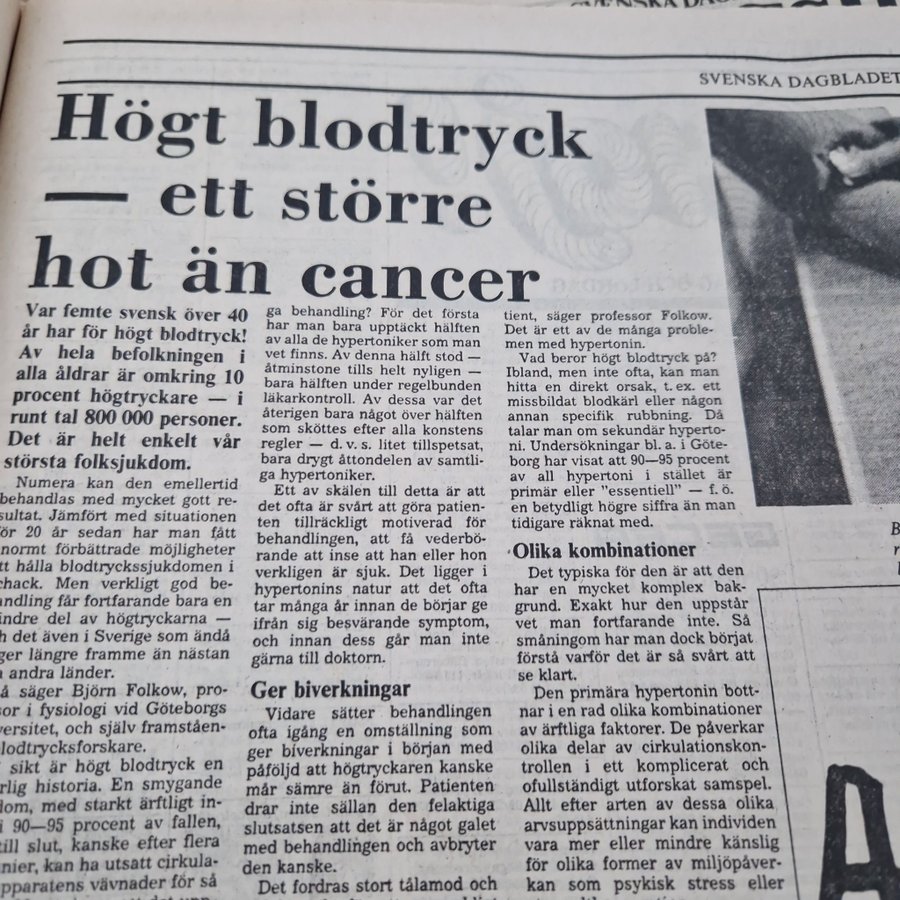 SVENSKA DAGBLADET
Högt blodtryck
— ett större
hot än cancer
Var femte svensk över 40
år har för högt blodtryck!
Av hela befolkningen i
alla åldrar är omkring 10
procent högtryckare — i
runt tal 800 000 personer.
Det är helt enkelt vår
största folksjukdom.
Numera kan den emellertid
behandlas med mycket gott re-
sultat. Jämfört med situationen
ör 20 år sedan har man fått
normt förbättrade möjligheter
tt hålla blodtryckssjukdomen i
chack. Men verkligt god be-
andling får fortfarande bara en
indre del av högtryckarna —
h det även i Sverige som ändå
ger längre framme än nästan
a andra länder.
å säger Björn Folkow, pro-
sor i fysiologi vid Göteborgs
versitet, och själv framståen-
lodtrycksforskare.
sikt är högt blodtryck en
rlig historia. En smygande
dom, med starkt ärftligt in-
i 90—95 procent av fallen,
till slut, kanske efter flera
nier, kan ha utsatt cirkula-
pparatens vävnader för så
ga behandling? För det första
har man bara upptäckt hälften
av alla de hypertoniker som man
vet finns. Av denna hälft stod —
åtminstone tills helt nyligen —
bara hälften under regelbunden
läkarkontroll. Av dessa var det
återigen bara något över hälften
som sköttes efter alla konstens
regler — d. v. s. litet tillspetsat,
bara drygt åttondelen av samtli-
ga hypertoniker.
Ett av skälen till detta är att
det ofta är svårt att göra patien-
ten tillräckligt motiverad för
behandlingen, att få vederbö-
rande att inse att han eller hon
verkligen är sjuk. Det ligger i
hypertonins natur att det ofta
tar många år innan de börjar ge
ifrån sig besvärande symptom,
och innan dess går man inte
gärna till doktorn.
Ger biverkningar
Vidare sätter behandlingen
ofta igång en omställning som
ger biverkningar i början med
påföljd att högtryckaren kanske
mår sämre än förut. Patienten
drar inte sällan den felaktiga
slutsatsen att det är något galet
med behandlingen och avbryter
den kanske.
Det fordras stort tålamod och
tient, säger professor Folkow.
Det är ett av de många proble-
men med hypertonin.
Vad beror högt blodtryck på?
Ibland, men inte ofta, kan man
hitta en direkt orsak, t. ex. ett
missbildat blodkärl eller någon
annan specifik rubbning. Då
talar man om sekundär hyperto-
ni. Undersökningar bl. a. i Göte-
borg har visat att 90—95 procent
av all hypertoni i stället är
primär eller "essentiell" — f. ö.
en betydligt högre siffra än man
tidigare räknat med.
Olika kombinationer
Det typiska för den är att den
har en mycket komplex bak-
grund. Exakt hur den uppstår
vet man fortfarande inte. Så
småningom har man dock börjat
förstå varför det är så svårt att
se klart.
Den primära hypertonin bott-
nar i en rad olika kombinationer
av ärftliga faktorer. De påverkar
olika delar av cirkulationskon-
trollen i ett komplicerat och
ofullständigt utforskat samspel.
Allt efter arten av dessa olika
arvsuppsättningar kan individen
vara mer eller mindre känslig
för olika former av miljöpåver-
kan som psykisk stress eller